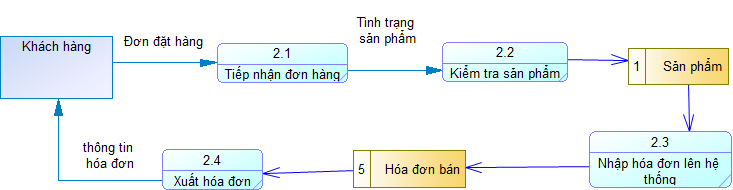 Khách hàng
Đơn đặt hàng
2.1
Tiếp nhận đơn hàng
Tình trạng
sản phẩm
2.2
Kiểm tra sản phẩm
1
Sản phẩm
2.3
Nhập hóa đơn lên hệ
thống
5
Hóa đơn bán
2.4
Xuất hóa đơn
thông tin
hóa đơn